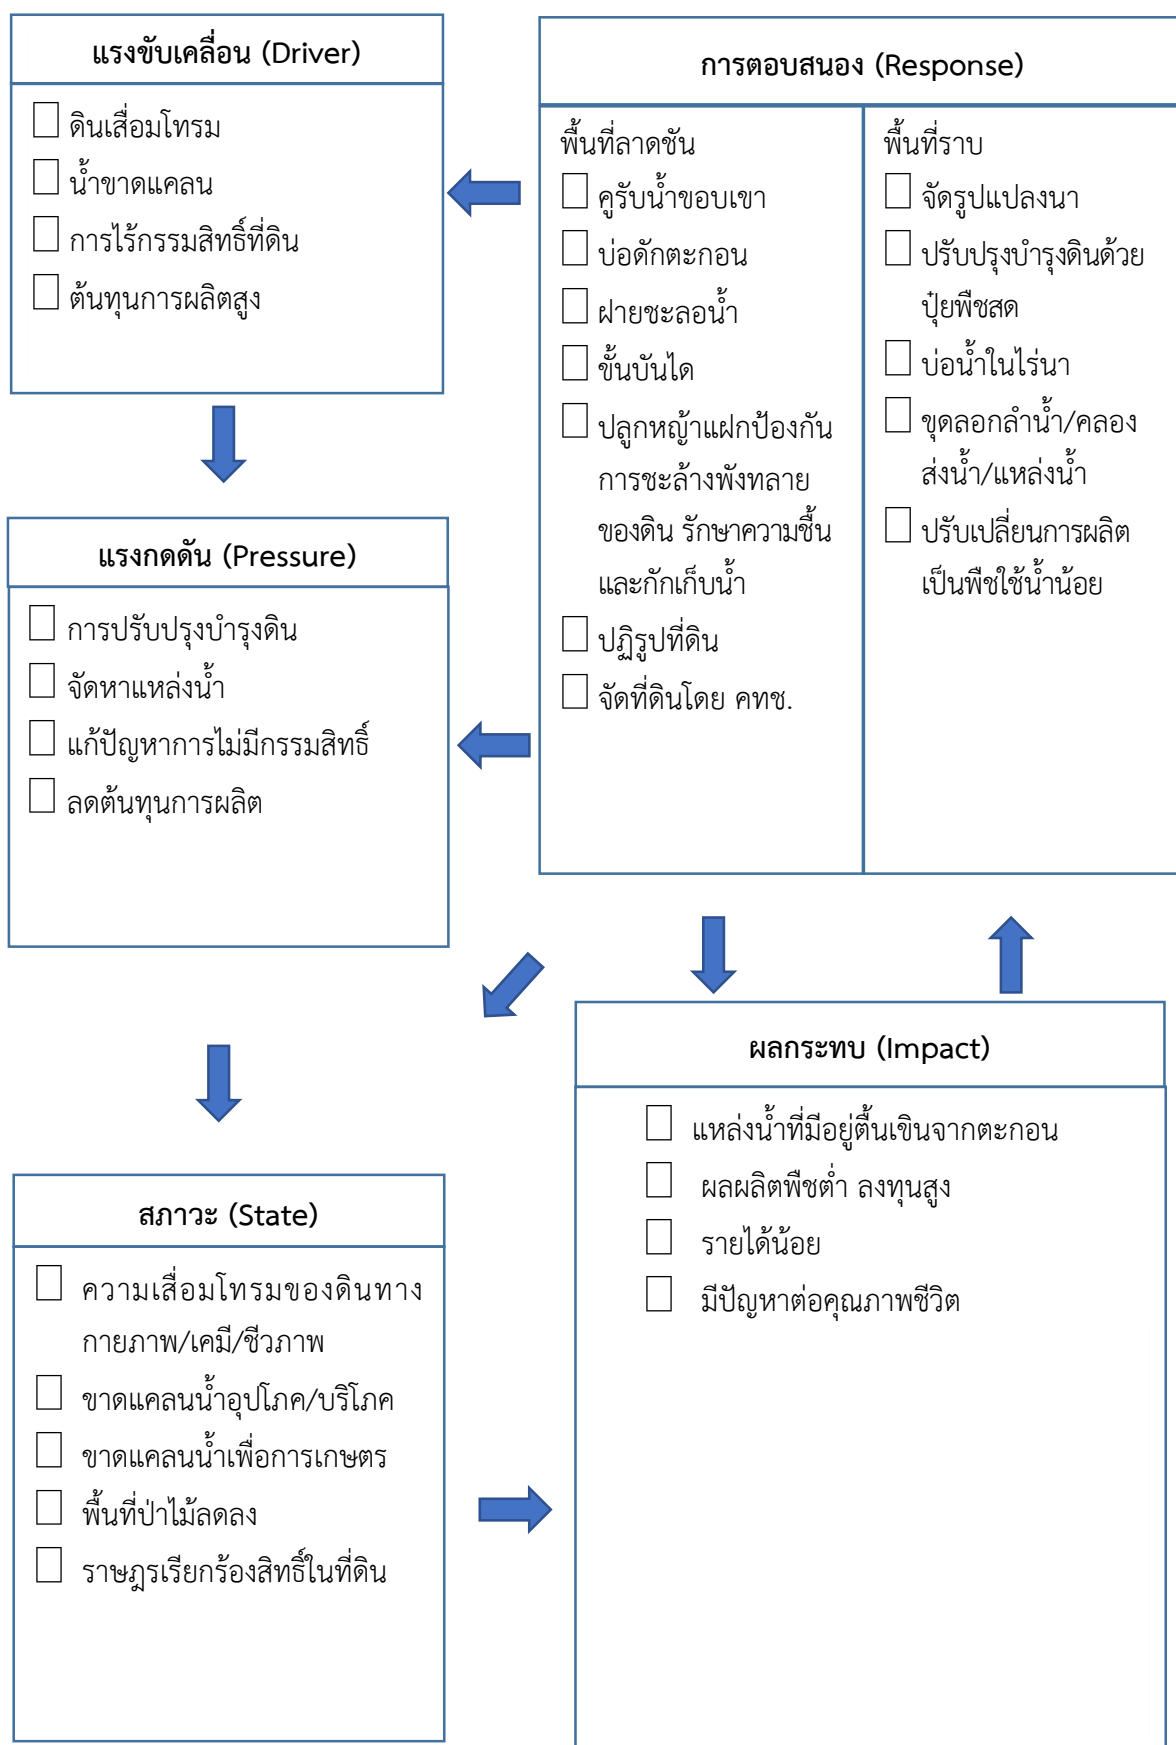 แรงขับเคลื่อน (Driver)
☐ ดินเสื่อมโทรม
☐ น้ำขาดแคลน
☐ การไร้กรรมสิทธิ์ที่ดิน
☐ ต้นทุนการผลิตสูง
การตอบสนอง (Response)
พื้นที่ลาดชัน
☐ คูรับน้ำขอบเขา
☐ บ่อดักตะกอน
☐ ฝายชะลอน้ำ
☐ ขั้นบันได
☐ ปลูกหญ้าแฝกป้องกัน
การชะล้างพังทลาย
ของดิน รักษาความชื้น
และกักเก็บน้ำ
☐ ปฏิรูปที่ดิน
☐ จัดที่ดินโดย คทช.
พื้นที่ราบ
☐ จัดรูปแปลงนา
☐ ปรับปรุงบำรุงดินด้วย
ปุ๋ยพืชสด
☐ บ่อน้ำในไร่นา
☐ ขุดลอกลำน้ำ/คลอง
ส่งน้ำ/แหล่งน้ำ
☐ ปรับเปลี่ยนการผลิต
เป็นพืชใช้น้ำน้อย
แรงกดดัน (Pressure)
☐ การปรับปรุงบำรุงดิน
☐ จัดหาแหล่งน้ำ
☐ แก้ปัญหาการไม่มีกรรมสิทธิ์
☐ ลดต้นทุนการผลิต
ผลกระทบ (Impact)
☐ แหล่งน้ำที่มีอยู่ตื้นเขินจากตะกอน
☐ ผลผลิตพืชต่ำ ลงทุนสูง
☐ รายได้น้อย
☐ มีปัญหาต่อคุณภาพชีวิต
สภาวะ (State)
☐ ความเสื่อมโทรมของดินทาง
กายภาพ/เคมี/ชีวภาพ
☐ ขาดแคลนน้ำอุปโภค/บริโภค
☐ ขาดแคลนน้ำเพื่อการเกษตร
☐ พื้นที่ป่าไม้ลดลง
☐ ราษฎรเรียกร้องสิทธิ์ในที่ดิน